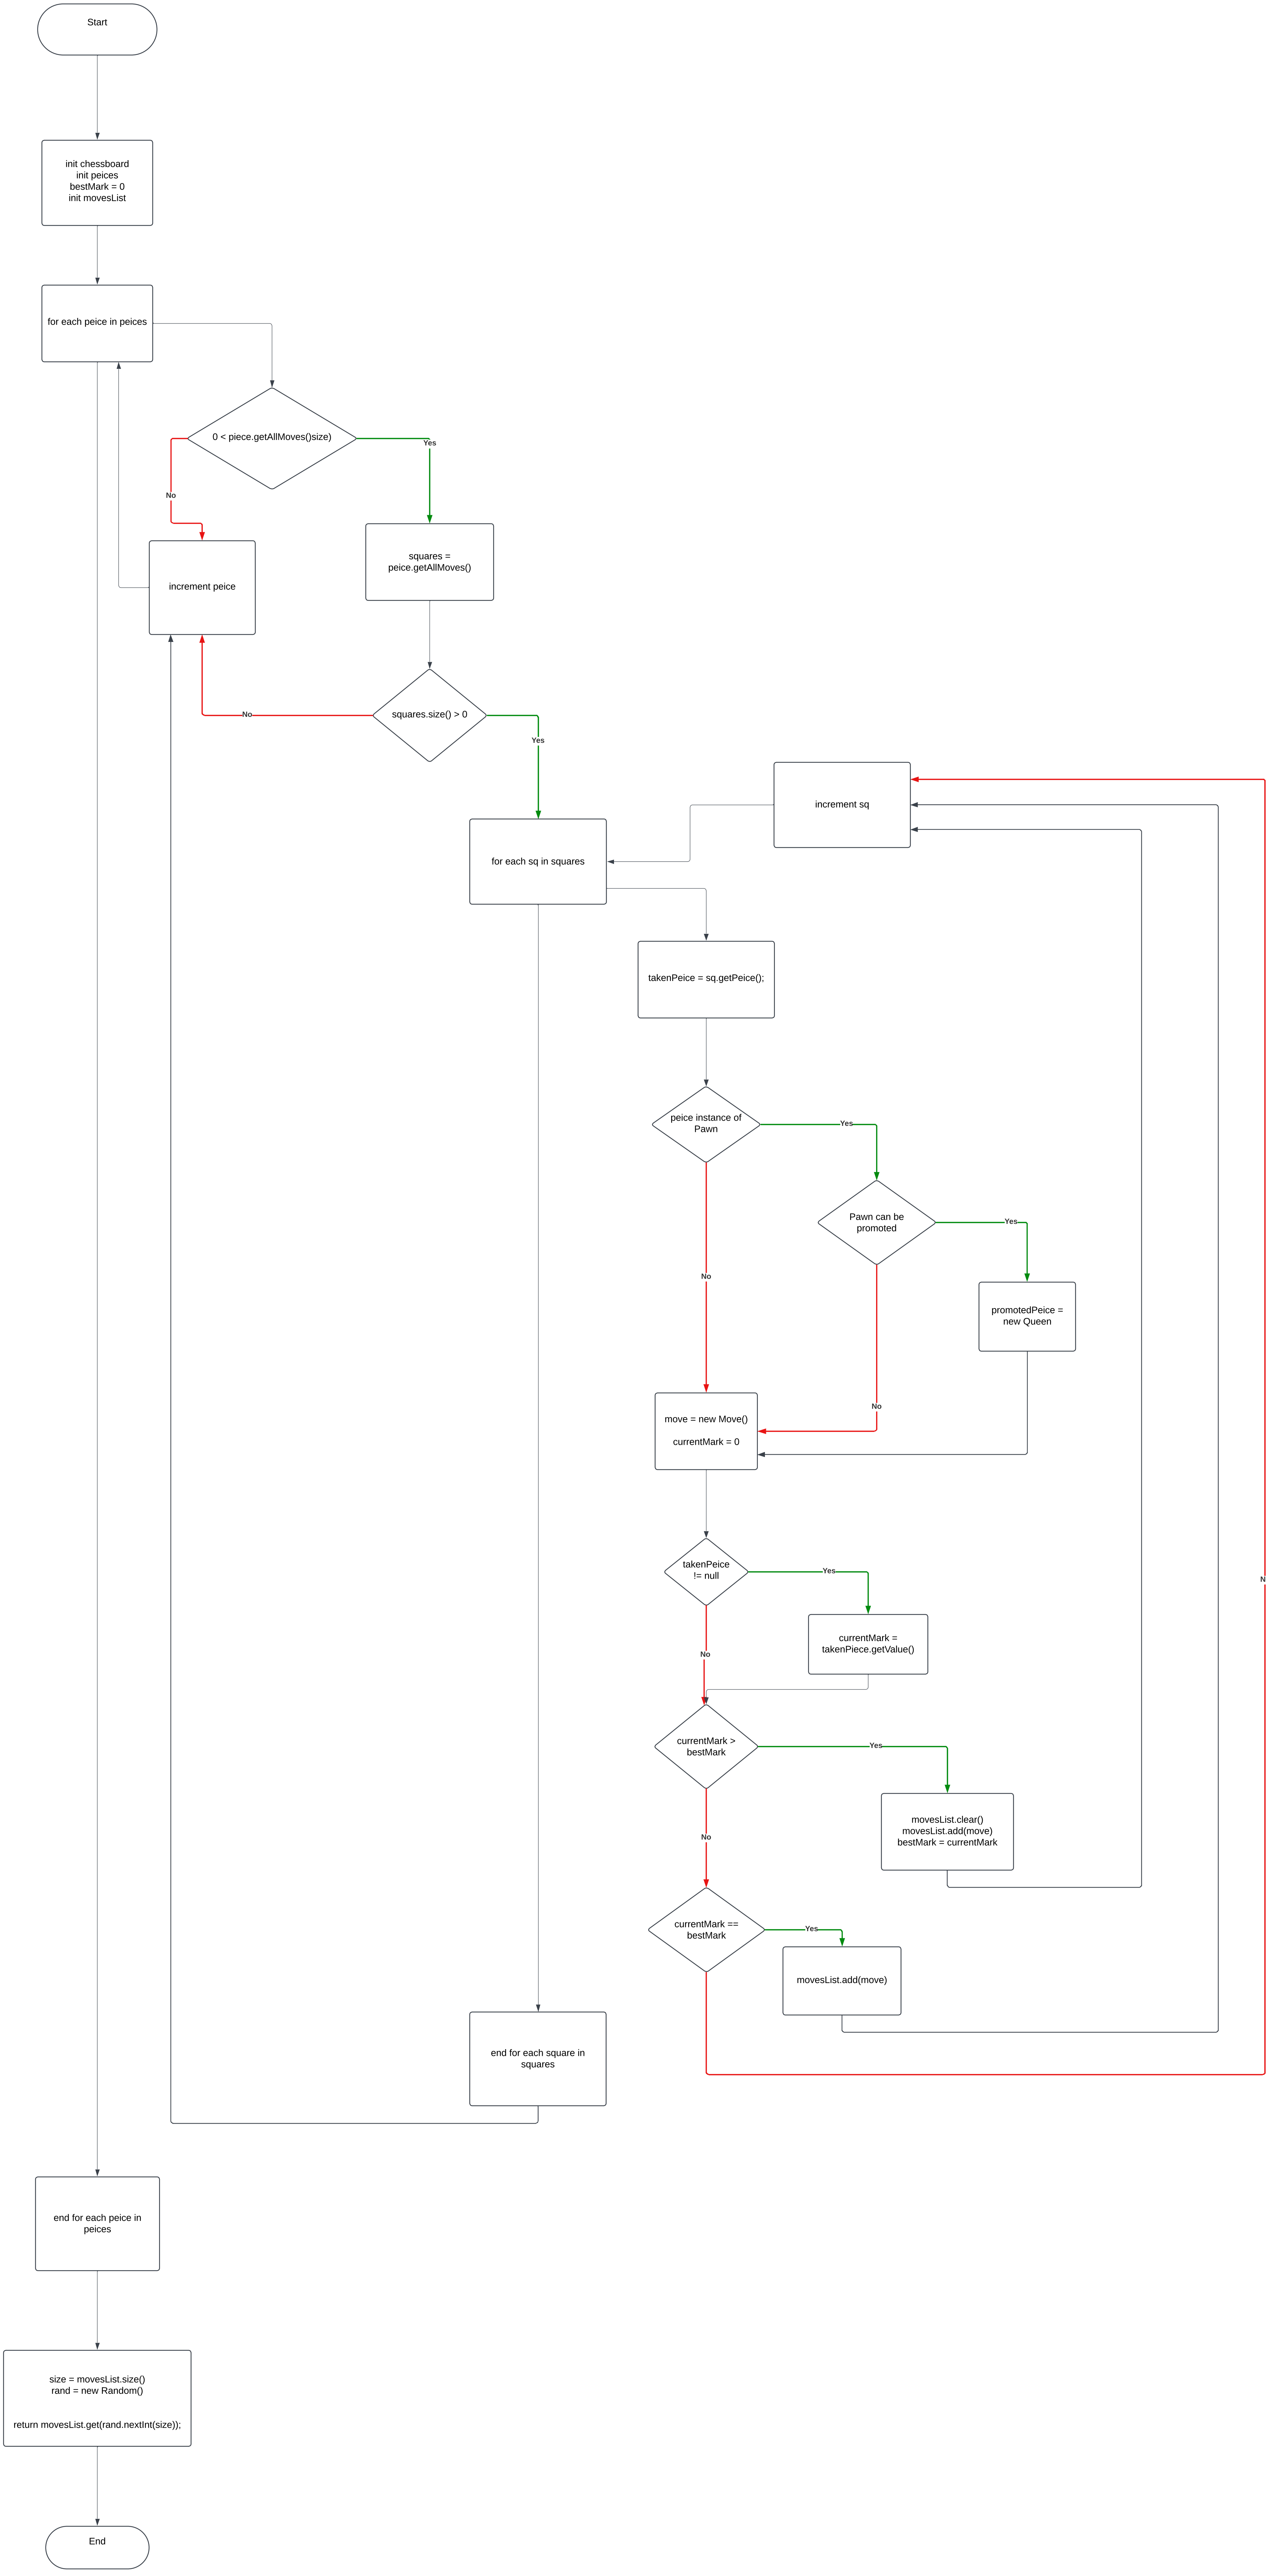 Start
init chessboard
init peices
bestMark = 0
init movesList
for each peice in peices
0 < piece.getAllMoves()size)
Yes
No
squares =
peice.getAllMoves()
increment peice
squares.size() > 0
No
Yes
increment sq
for each sq in squares
takenPeice = sq.getPeice();
peice instance of
Pawn
Yes
Pawn can be
promoted
Yes
No
promotedPeice =
new Queen
No
move = new Move()
currentMark = 0
takenPeice
!= null
Yes
N
currentMark =
takenPiece.getValue()
No
currentMark >
bestMark
Yes
movesList.clear()
movesList.add(move)
bestMark = currentMark
No
currentMark ==
bestMark
Yes
movesList.add(move)
end for each square in
squares
end for each peice in
peices
size = movesList.size()
rand = new Random()
return movesList.get(rand.nextInt(size));
End